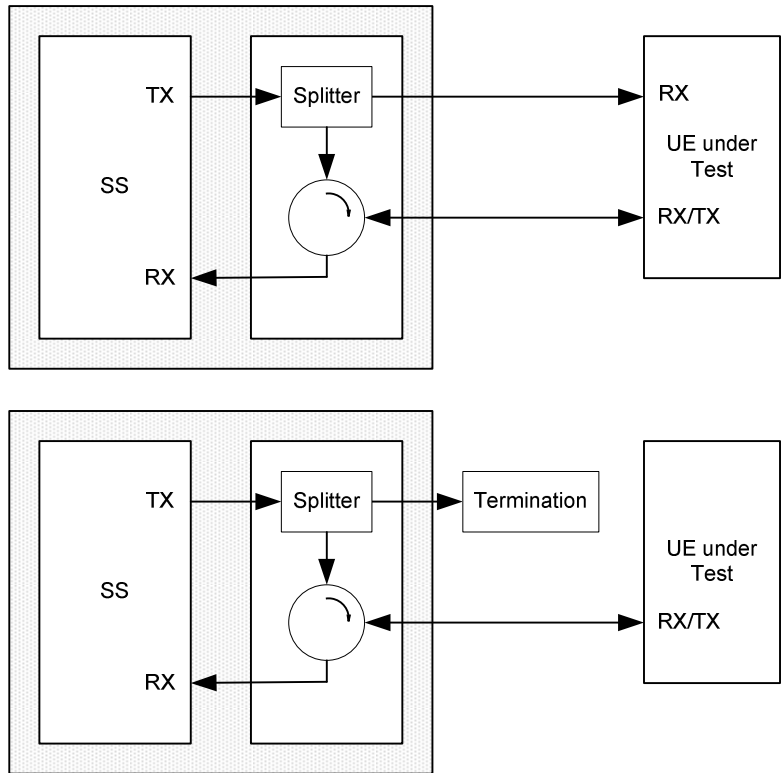 TX
Splitter
RX
SS
UE under
Test
RX/TX
RX
TX
Splitter
Termination
SS
UE under
Test
RX/TX
RX